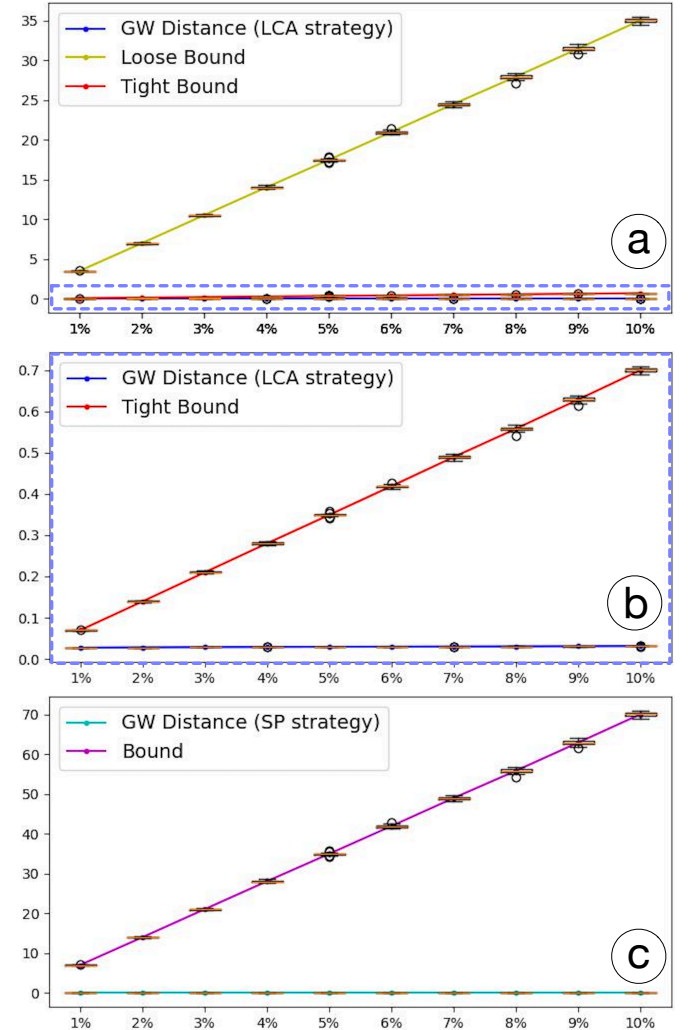 35
GW Distance (LCA strategy)
30
Loose Bound
25
Tight Bound
20
15
10
a
5
0
1% 2% 3% 4% 5% 6% 7% 8% 9% 10%
0.7
GW Distance (LCA strategy)
0.6
Tight Bound
0.5
0.4
0.3
0.2
b
0.1
0.0
1% 2% 3% 4% 5% 6% 7% 8% 9% 10%
70
GW Distance (SP strategy)
60
Bound
50
40
30
20
10
c
0
1% 2% 3% 4% 5% 6% 7% 8% 9% 10%